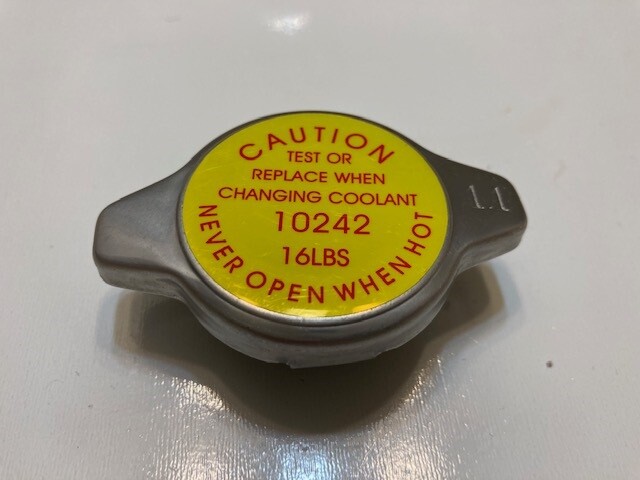 CAUTION
TEST OR
REPLACE WHEN
CHANGING COOLANT
10242
16LBS
NEVER OPEN WHEN HOT
1.1